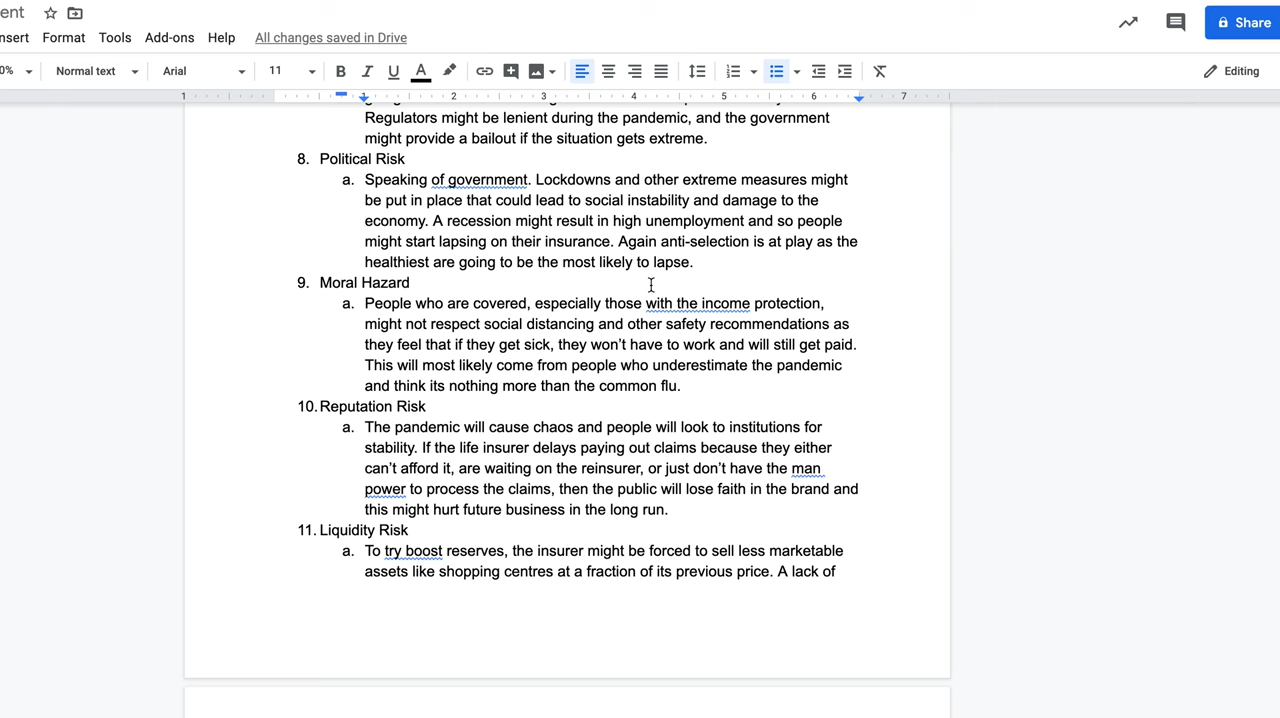 ent
nsert Format Tools Add-ons Help All changes saved in Drive
Share
0% Normal text Arial 11 B I U A Editing
1 1 2 3 4 5 6 7
Regulators might be lenient during the pandemic, and the government
might provide a bailout if the situation gets extreme.
8. Political Risk
a. Speaking of government. Lockdowns and other extreme measures might
be put in place that could lead to social instability and damage to the
economy. A recession might result in high unemployment and so people
might start lapsing on their insurance. Again anti-selection is at play as the
healthiest are going to be the most likely to lapse.
9. Moral Hazard
a. People who are covered, especially those with the income protection,
might not respect social distancing and other safety recommendations as
they feel that if they get sick, they won’t have to work and will still get paid.
This will most likely come from people who underestimate the pandemic
and think its nothing more than the common flu.
10. Reputation Risk
a. The pandemic will cause chaos and people will look to institutions for
stability. If the life insurer delays paying out claims because they either
can’t afford it, are waiting on the reinsurer, or just don’t have the man
power to process the claims, then the public will lose faith in the brand and
this might hurt future business in the long run.
11. Liquidity Risk
a. To try boost reserves, the insurer might be forced to sell less marketable
assets like shopping centres at a fraction of its previous price. A lack of